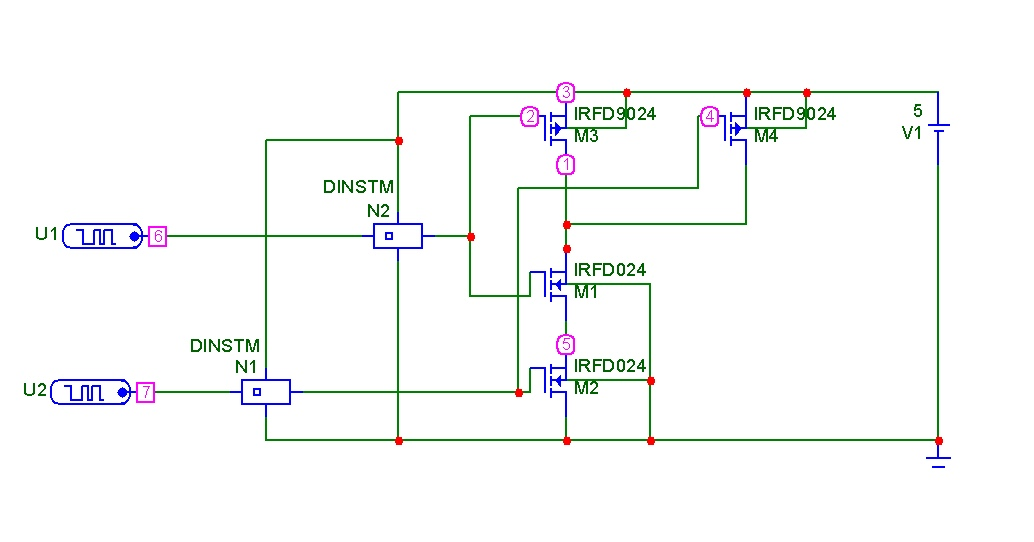 3
5
V1
2
IRFD9024
M3
4
IRFD9024
M4
1
DINSTM
N2
U1
6
IRFD024
M1
DINSTM
N1
5
IRFD024
M2
U2
7